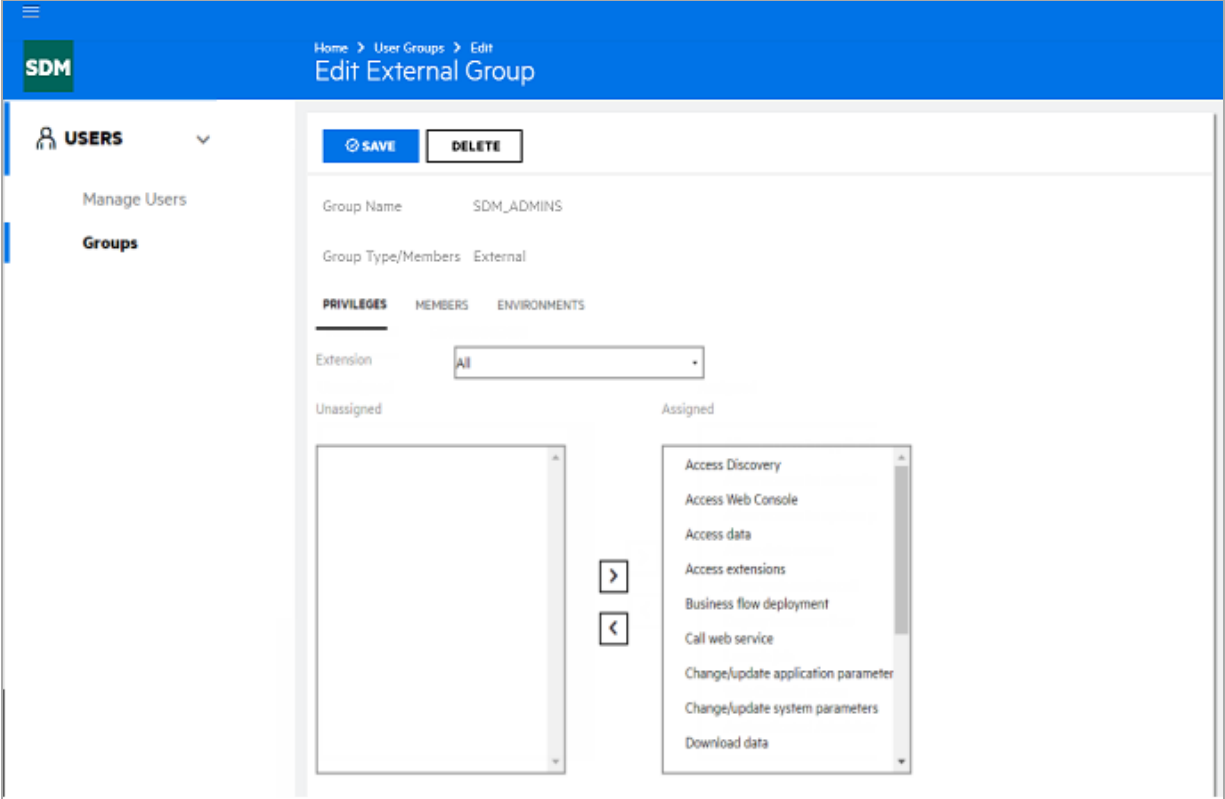 SDM
Home > User Groups > Edit
Edit External Group
USERS
Manage Users
Groups
SAVE DELETE
Group Name SDM_ADMINS
Group Type/Members External
PRIVILEGES MEMBERS ENVIRONMENTS
Extension All
Unassigned Assigned
Access Discovery
Access Web Console
Access data
Access extensions
Business flow deployment
Call web service
Change/update application parameter
Change/update system parameters
Download data